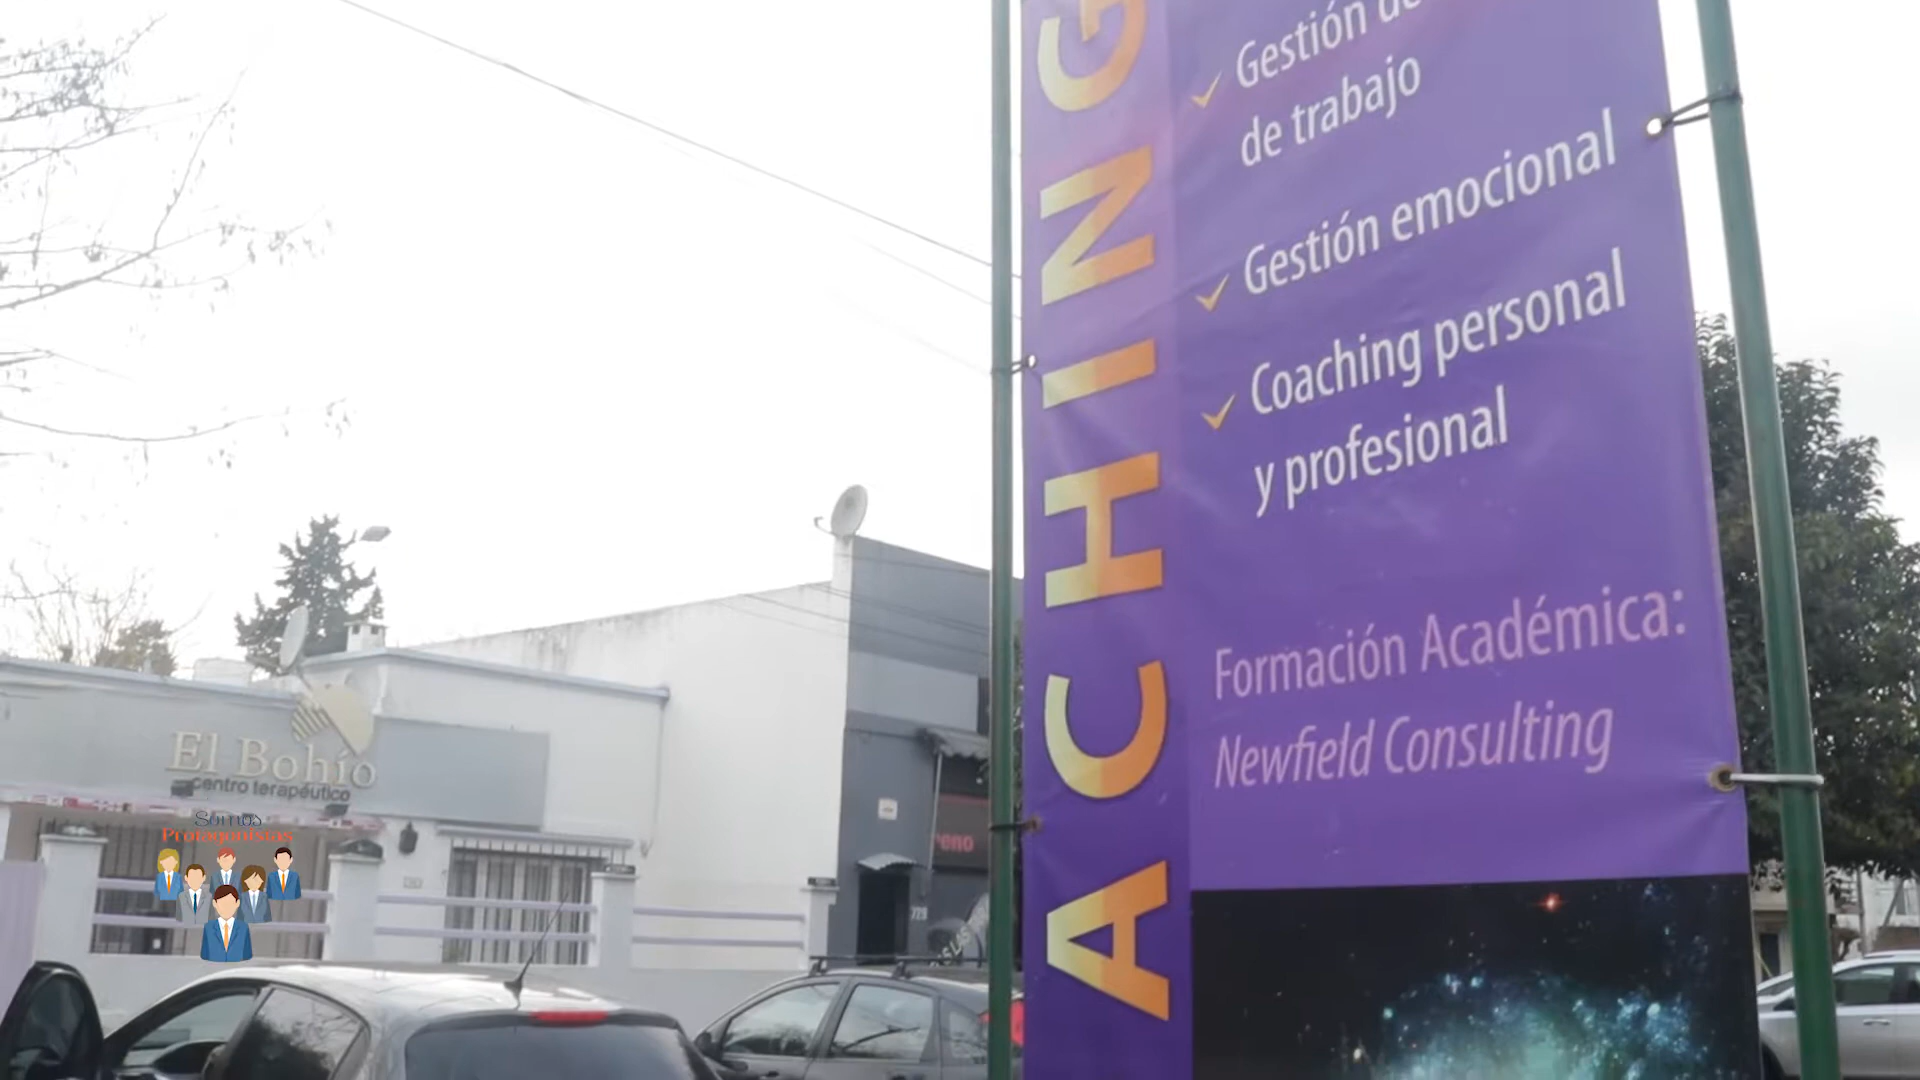 Gestión
de trabajo
Gestión emocional
Coaching personal
y profesional
Formación Académica:
Newfield Consulting
ACHING
El Bohío
centro terapéutico
Somos
Protagonistas
729